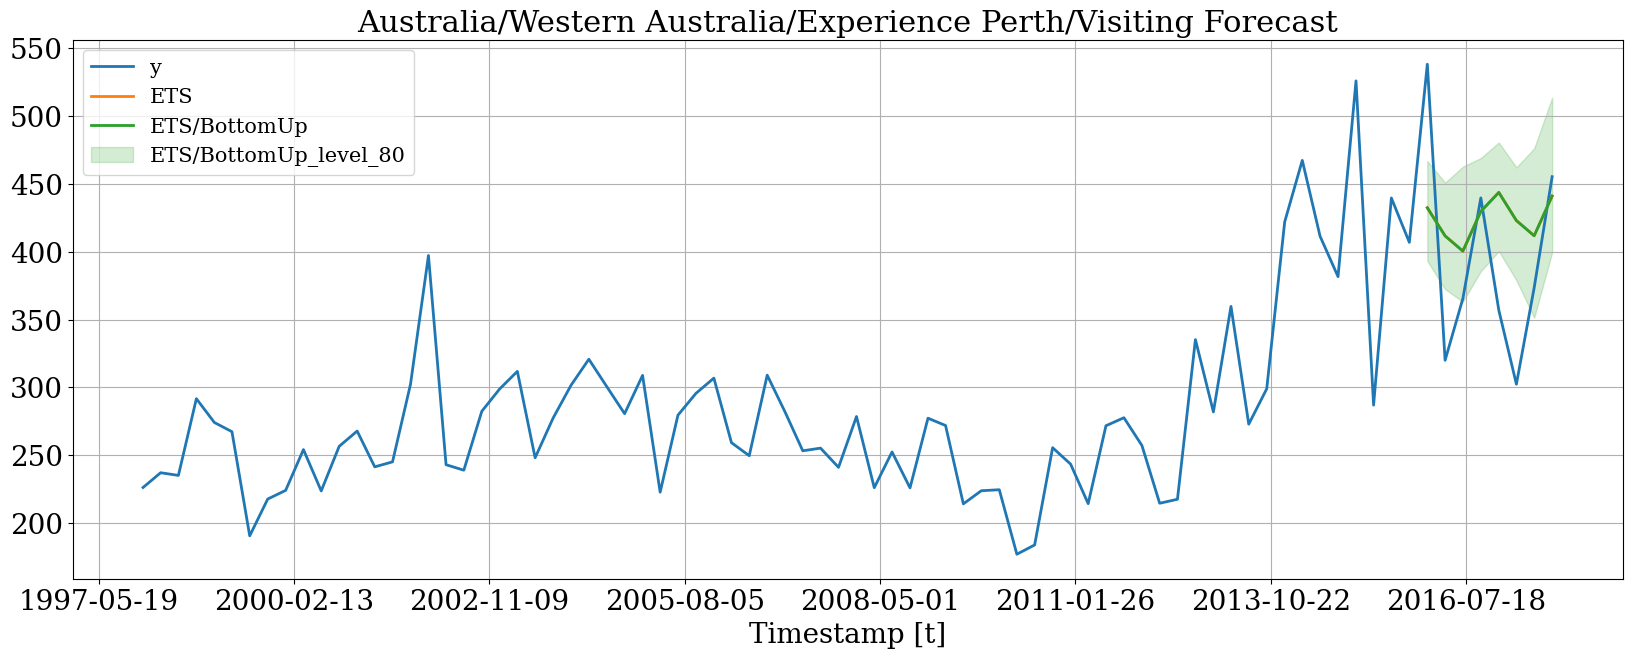 Australia/Western Australia/Experience Perth/Visiting Forecast
550
500
450
400
350
300
250
200
y
ETS
ETS/BottomUp
ETS/BottomUp_level_80
1997-05-19 2000-02-13 2002-11-09 2005-08-05 2008-05-01 2011-01-26 2013-10-22 2016-07-18
Timestamp [t]